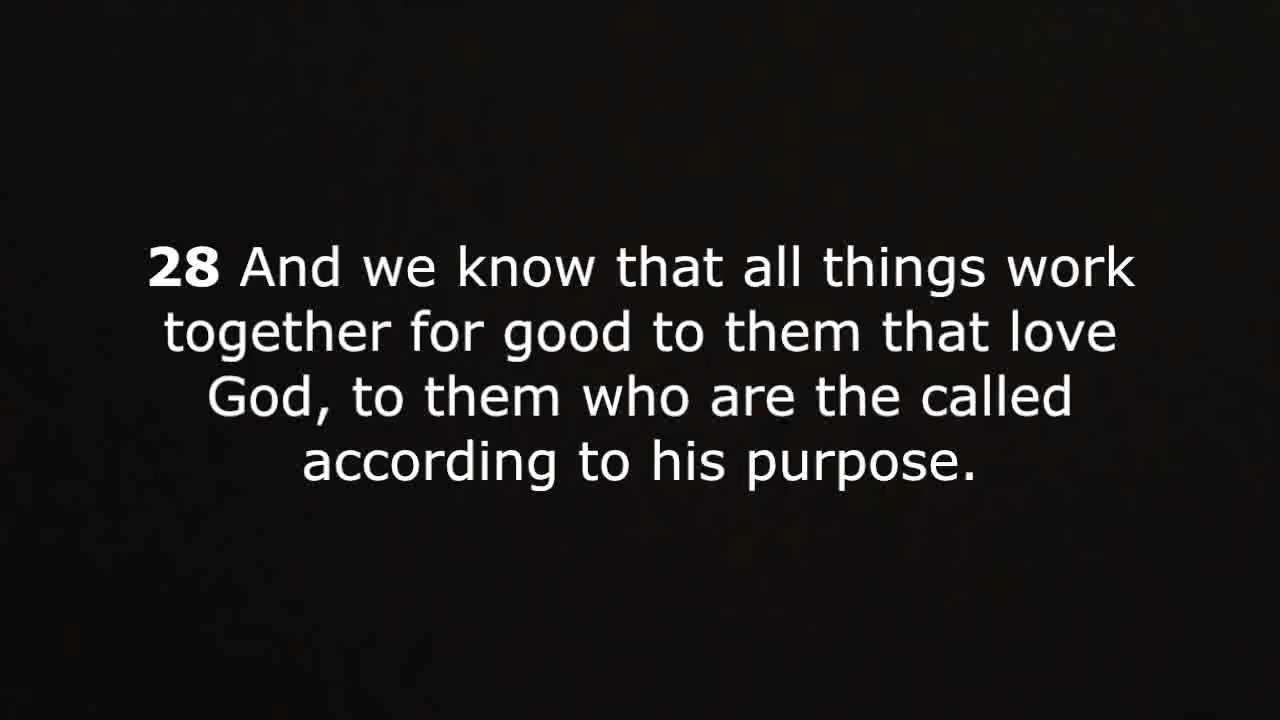 28 And we know that all things work
together for good to them that love
God, to them who are the called
according to his purpose.